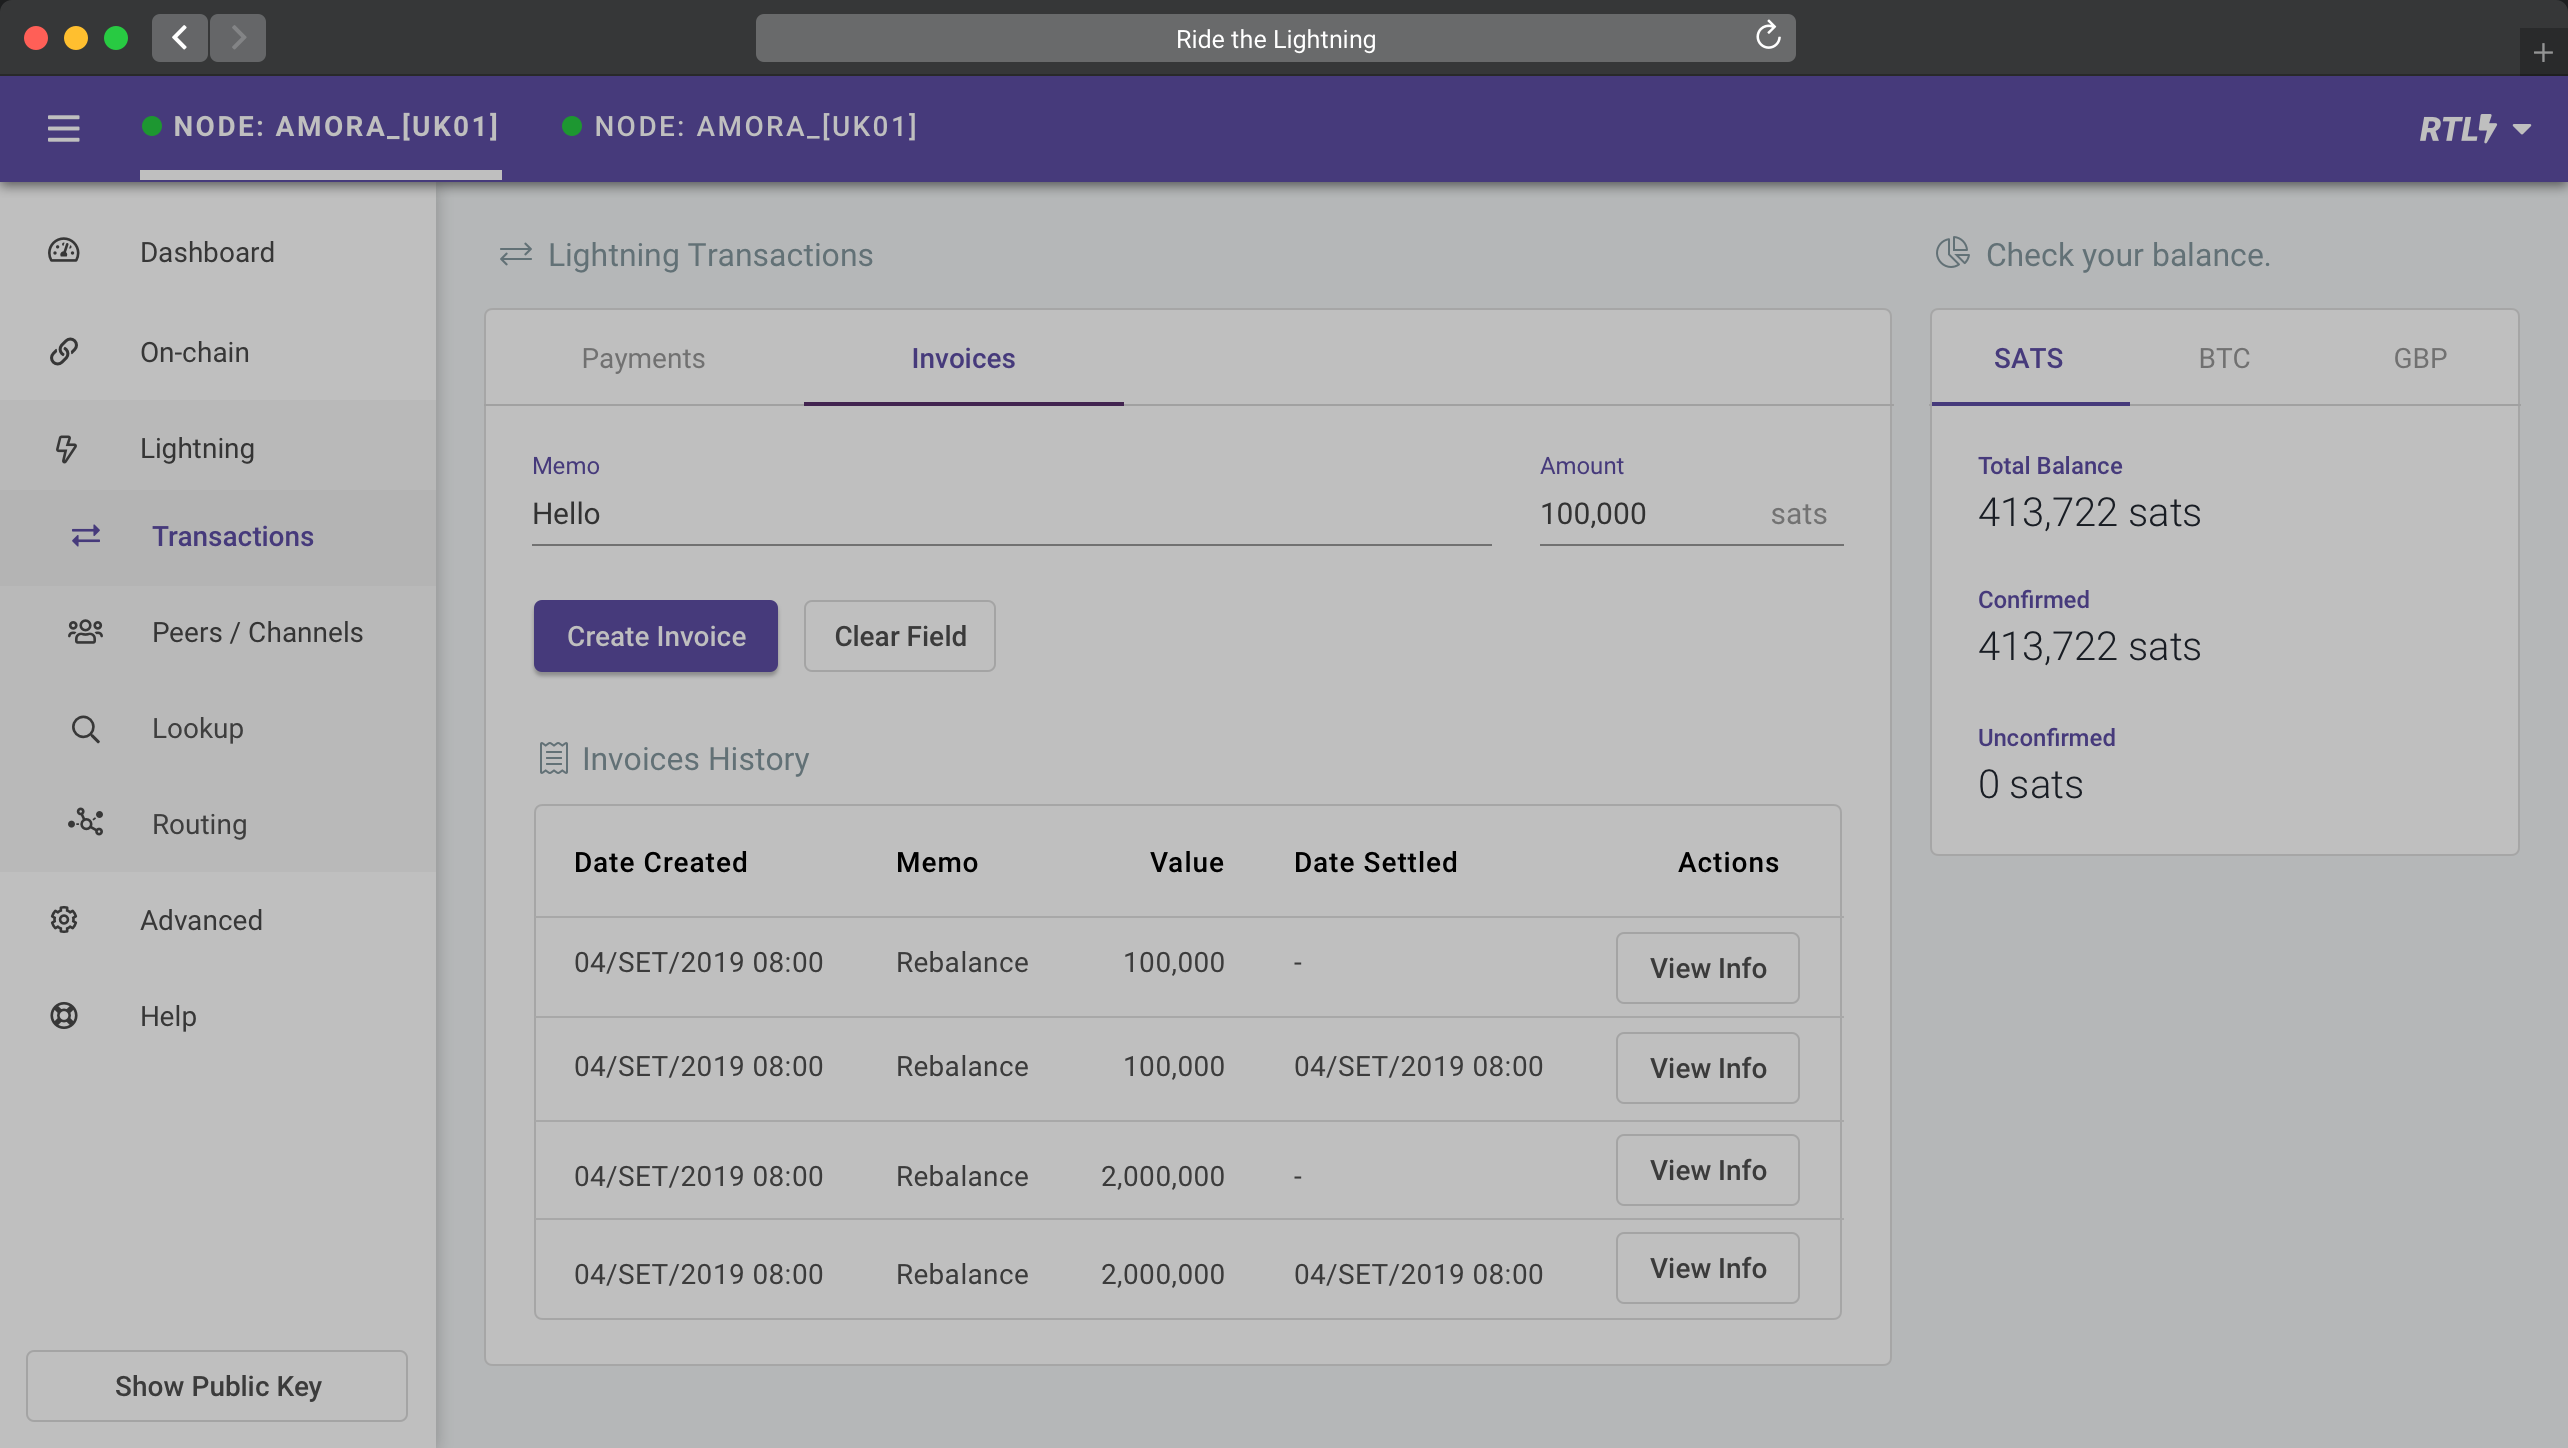 Ride the Lightning
NODE: AMORA_[UK01]
NODE: AMORA_[UK01]
RTL
Dashboard
On-chain
Lightning
Transactions
Peers / Channels
Lookup
Routing
Advanced
Help
Show Public Key
Lightning Transactions
Payments
Invoices
Memo
Amount
Hello
100,000 sats
Create Invoice
Clear Field
Invoices History
Date Created Memo Value Date Settled Actions
04/SET/2019 08:00 Rebalance 100,000 - View Info
04/SET/2019 08:00 Rebalance 100,000 04/SET/2019 08:00 View Info
04/SET/2019 08:00 Rebalance 2,000,000 - View Info
04/SET/2019 08:00 Rebalance 2,000,000 04/SET/2019 08:00 View Info
Check your balance.
SATS
BTC
GBP
Total Balance
413,722 sats
Confirmed
413,722 sats
Unconfirmed
0 sats